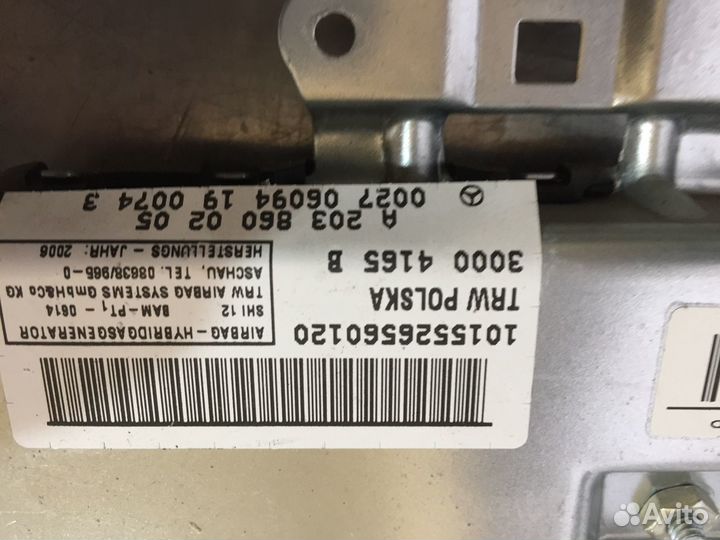 1015526560120
TRW POLSKA
3000 4165 B
A 203 860 02 05
0027 06094 19 0074 3
AIRBAG-HYBRIDGASGENERATOR
SHI 12 BAM-PT1 - 0614
TRW AIRBAG SYSTEMS GmbH&Co KG
ASCHAU, TEL. 08638/966-0
HERSTELLUNGS - JAHR: 2006
Avito